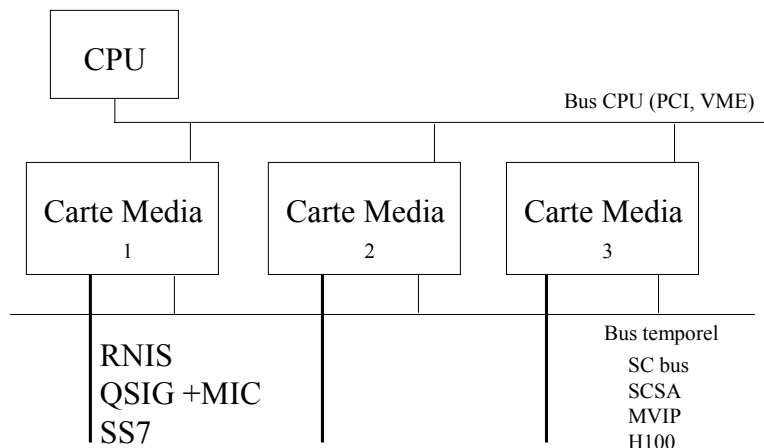 CPU
Bus CPU (PCI, VME)
Carte Media
1
Carte Media
2
Carte Media
3
RNIS
QSIG +MIC
SS7
Bus temporel
SC bus
SCSA
MVIP
H100